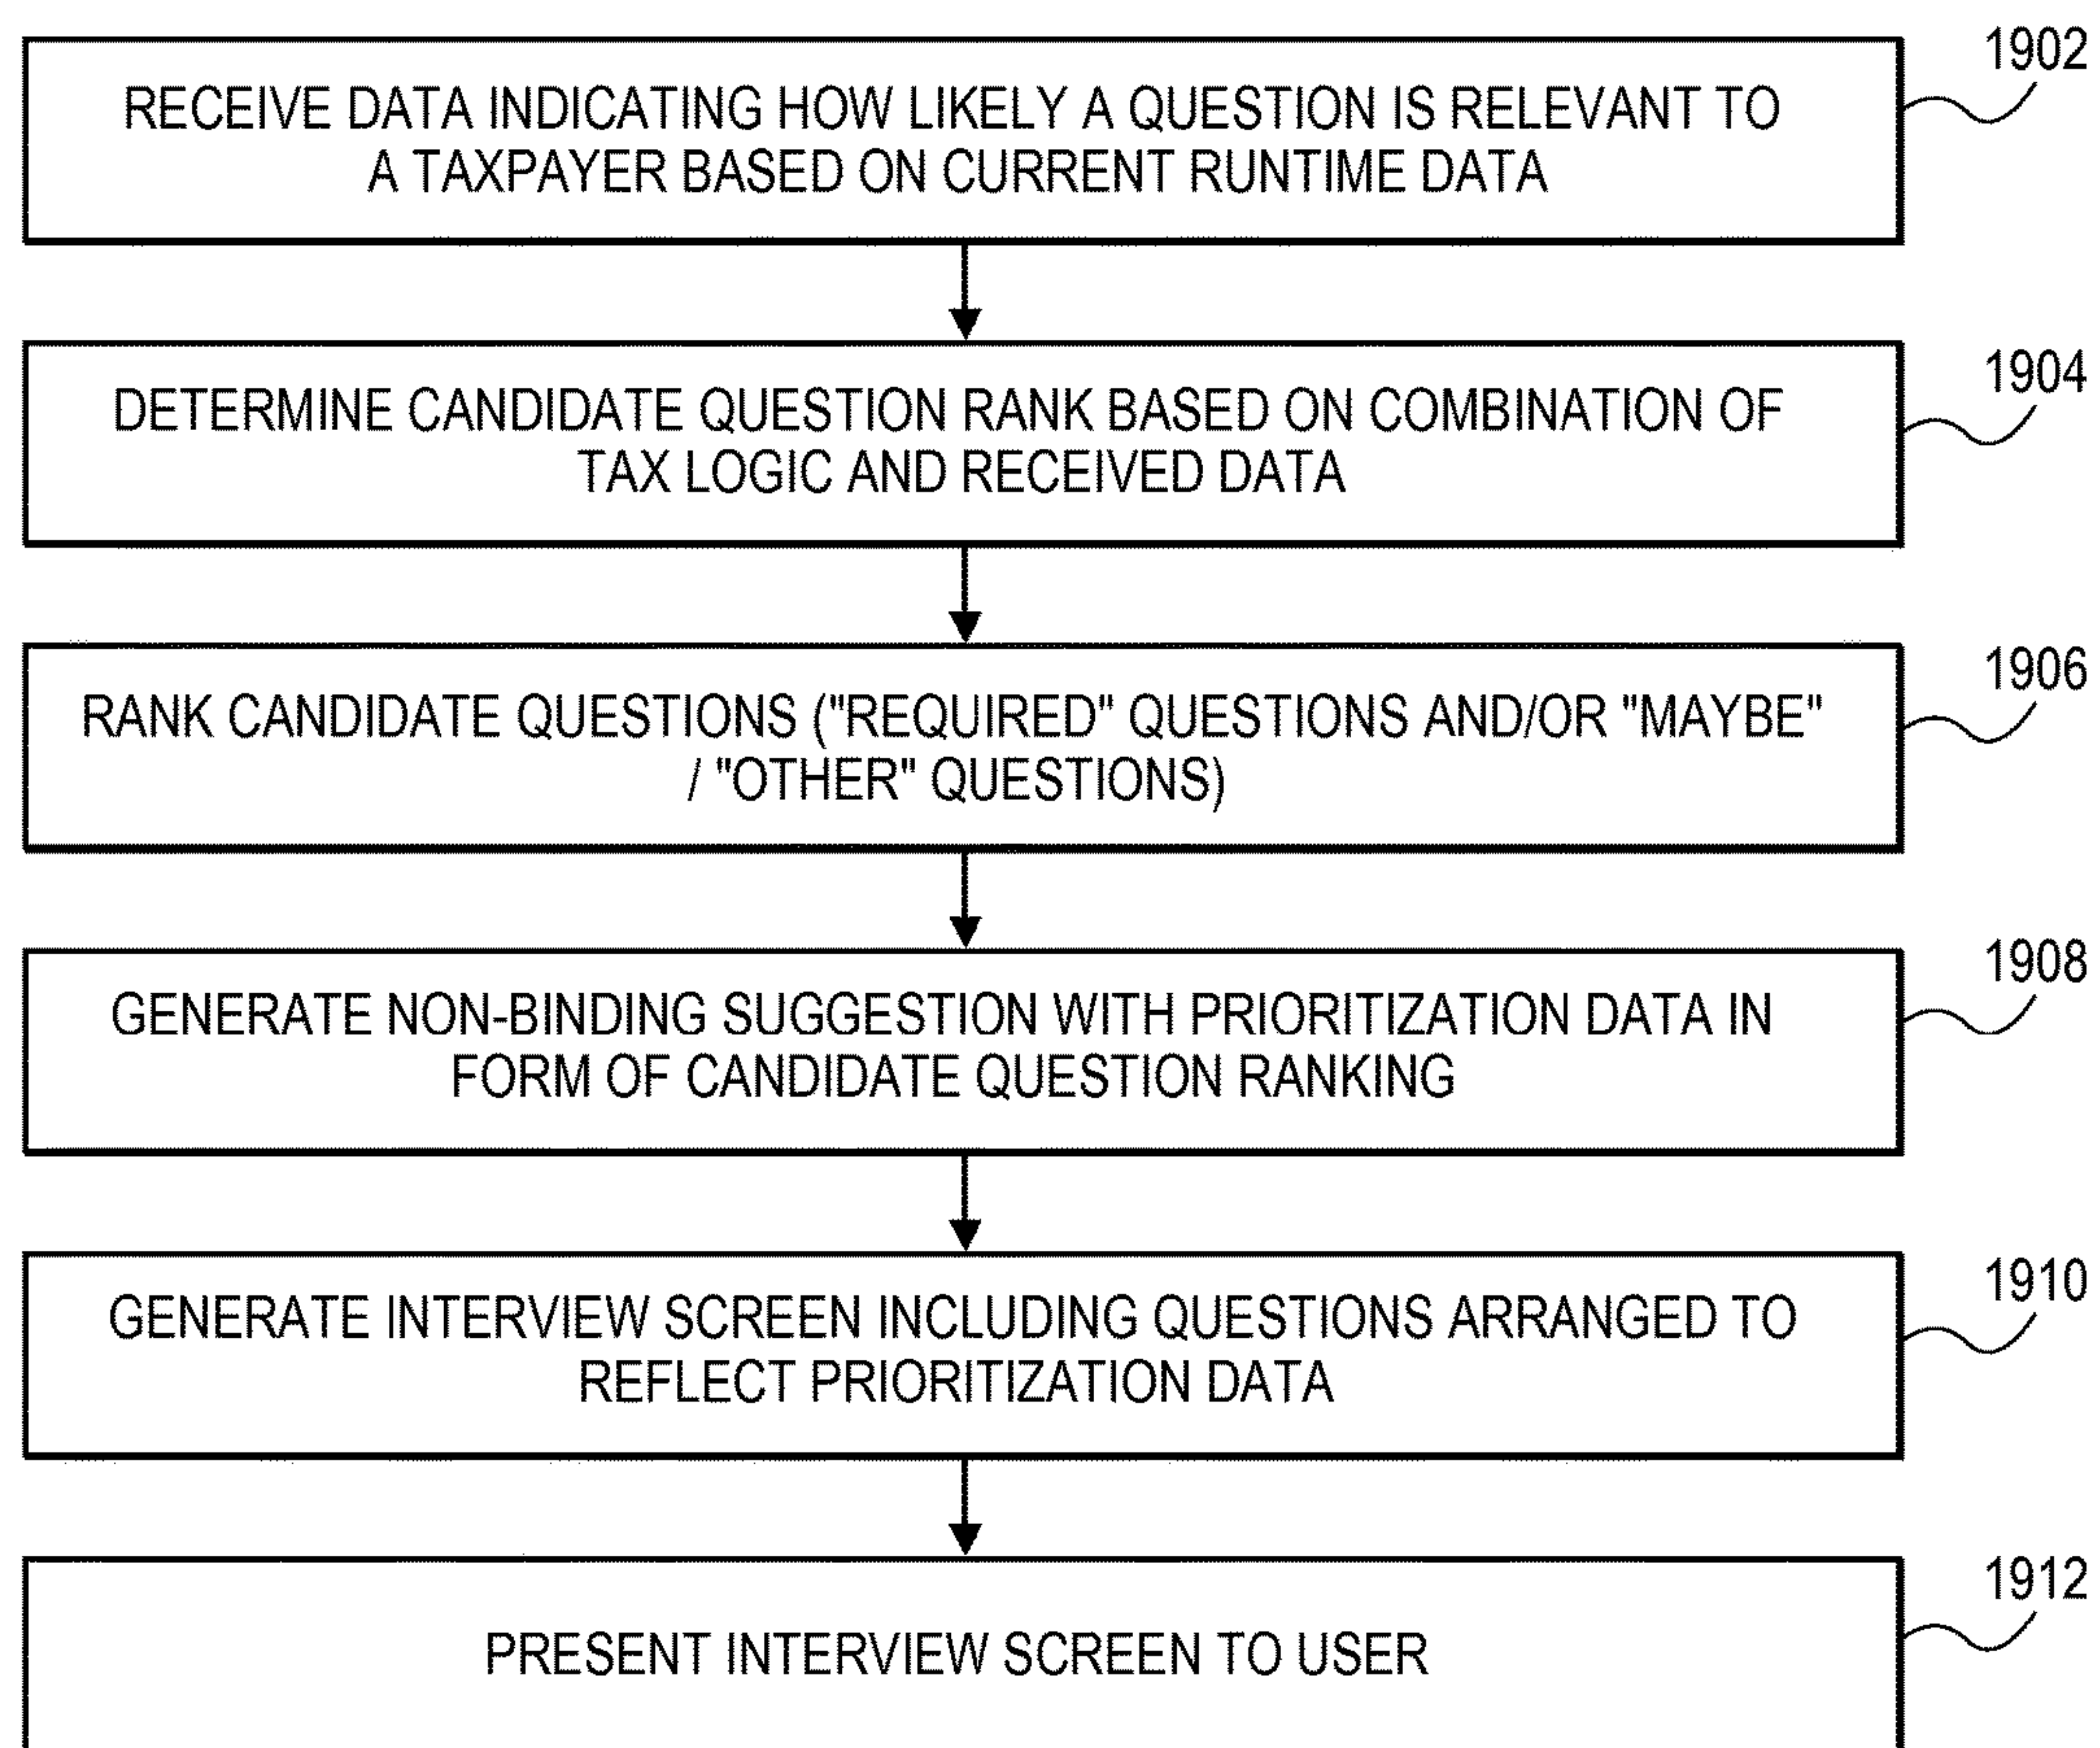 1902
RECEIVE DATA INDICATING HOW LIKELY A QUESTION IS RELEVANT TO
A TAXPAYER BASED ON CURRENT RUNTIME DATA
1904
DETERMINE CANDIDATE QUESTION RANK BASED ON COMBINATION OF
TAX LOGIC AND RECEIVED DATA
1906
RANK CANDIDATE QUESTIONS ("REQUIRED" QUESTIONS AND/OR "MAYBE"
/ "OTHER" QUESTIONS)
1908
GENERATE NON-BINDING SUGGESTION WITH PRIORITIZATION DATA IN
FORM OF CANDIDATE QUESTION RANKING
1910
GENERATE INTERVIEW SCREEN INCLUDING QUESTIONS ARRANGED TO
REFLECT PRIORITIZATION DATA
1912
PRESENT INTERVIEW SCREEN TO USER